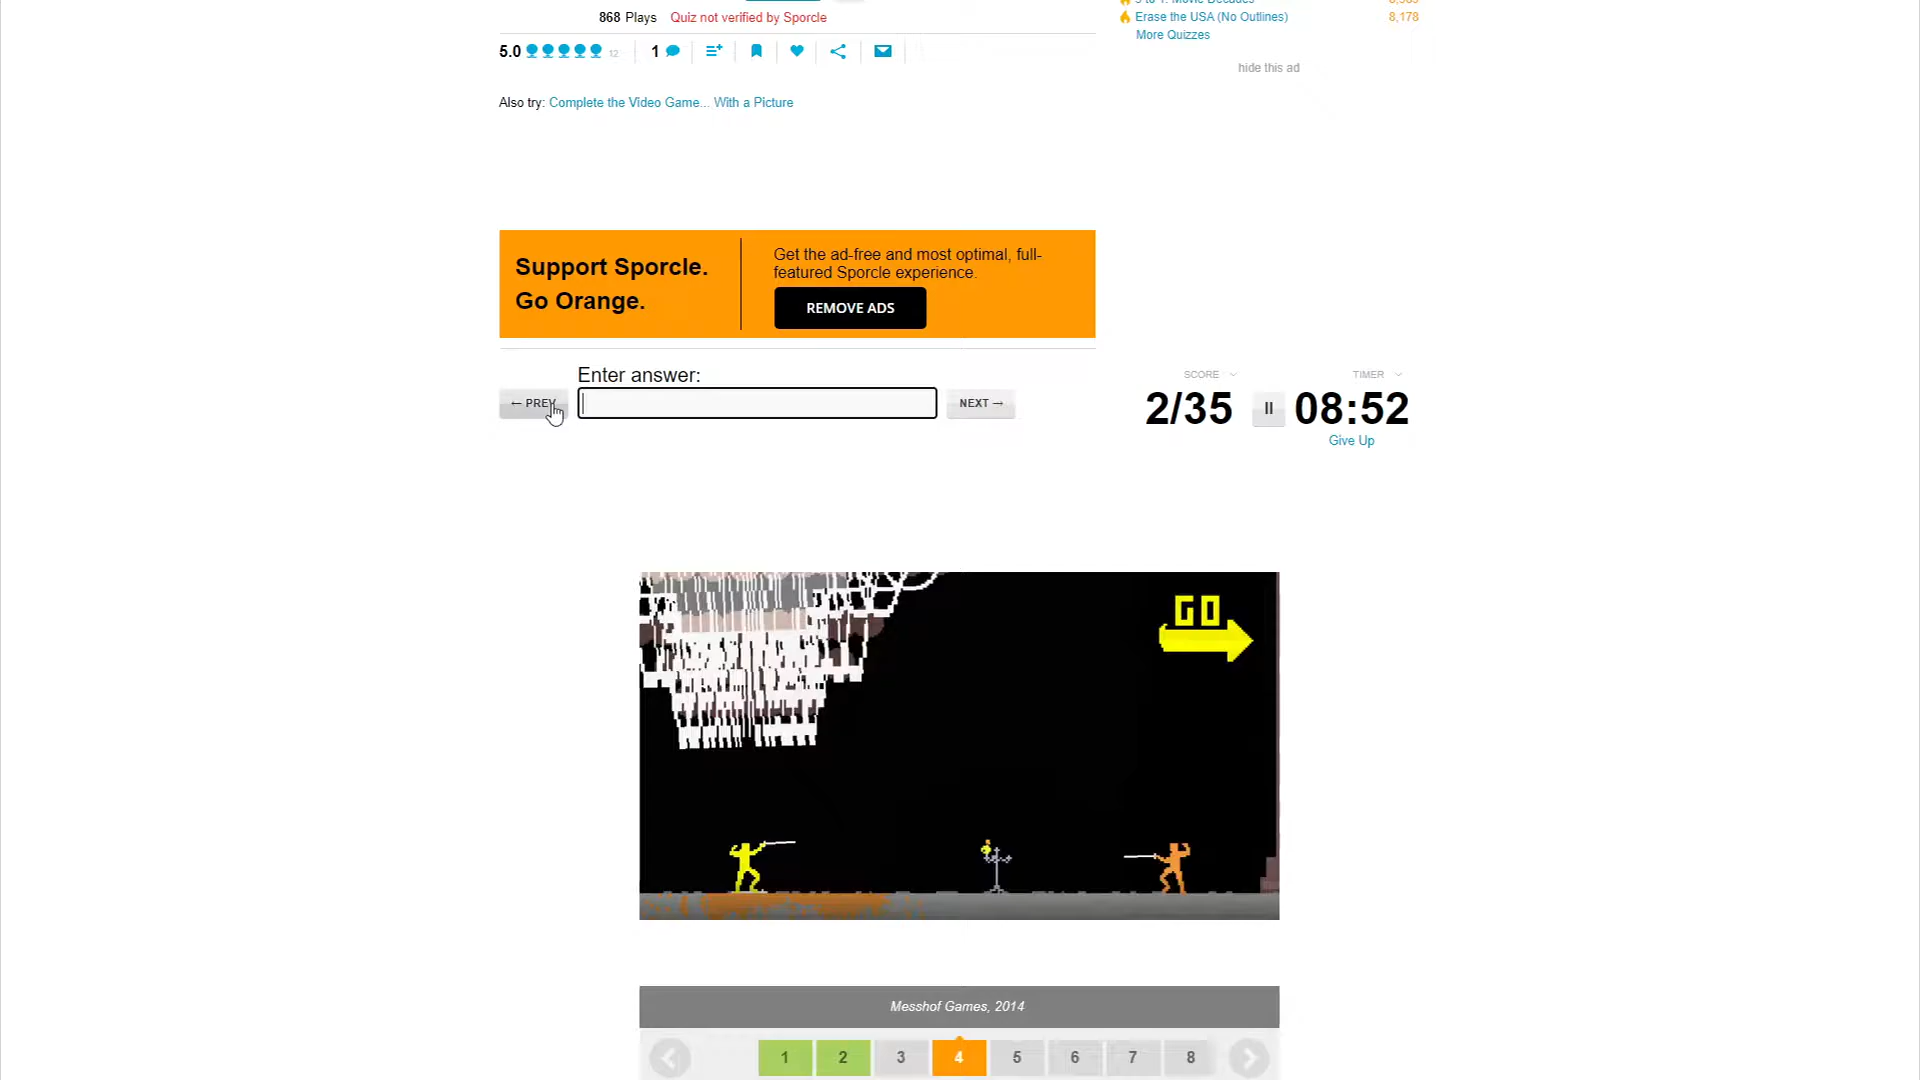 868 Plays Quiz not verified by Sporcle
Erase the USA (No Outlines) 8,178
More Quizzes
5.0 12 1
hide this ad
Also try: Complete the Video Game... With a Picture
Support Sporcle.
Go Orange.
Get the ad-free and most optimal, full-
featured Sporcle experience.
REMOVE ADS
Enter answer:
← PREV
NEXT →
SCORE
TIMER
2/35
08:52
Give Up
GO
Messhof Games, 2014
1 2 3 4 5 6 7 8